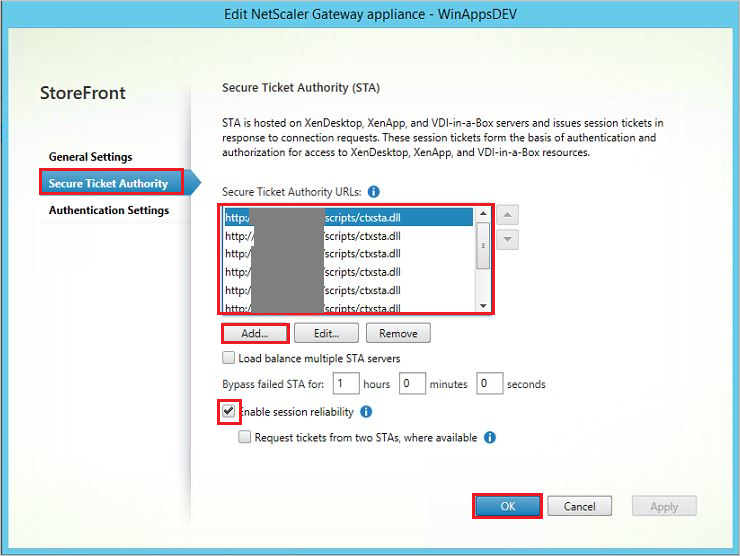 Edit NetScaler Gateway appliance - WinAppsDEV
StoreFront
General Settings
Secure Ticket Authority
Authentication Settings
Secure Ticket Authority (STA)
STA is hosted on XenDesktop, XenApp, and VDI-in-a-Box servers and issues session tickets in
response to connection requests. These session tickets form the basis of authentication and
authorization for access to XenDesktop, XenApp, and VDI-in-a-Box resources.
Secure Ticket Authority URLs:
http:/ /scripts/ctxsta.dll
http:/ /scripts/ctxsta.dll
http:/ /scripts/ctxsta.dll
http:/ /scripts/ctxsta.dll
http:/ /scripts/ctxsta.dll
http:/ /scripts/ctxsta.dll
Add... Edit... Remove
Load balance multiple STA servers
Bypass failed STA for: 1 hours 0 minutes 0 seconds
Enable session reliability
Request tickets from two STAs, where available
OK Cancel Apply